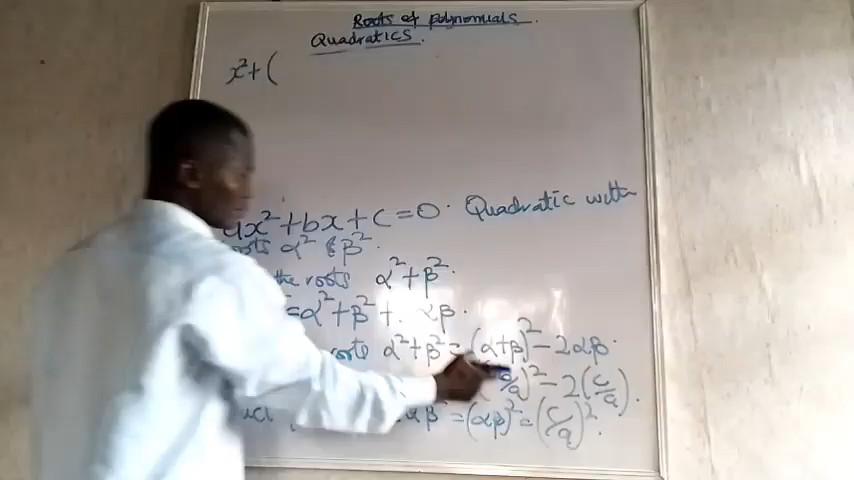 Roots of polynomials.
Quadratics.
x²+(
ax²+bx+c=0. Quadratic with
roots α² & β².
the roots α²+β².
=α²+β²+. αβ.
roots α²+β²=(α+β)²-2αβ.
/a)²-2(c/a).
β²=(αβ)²=(c/a)².